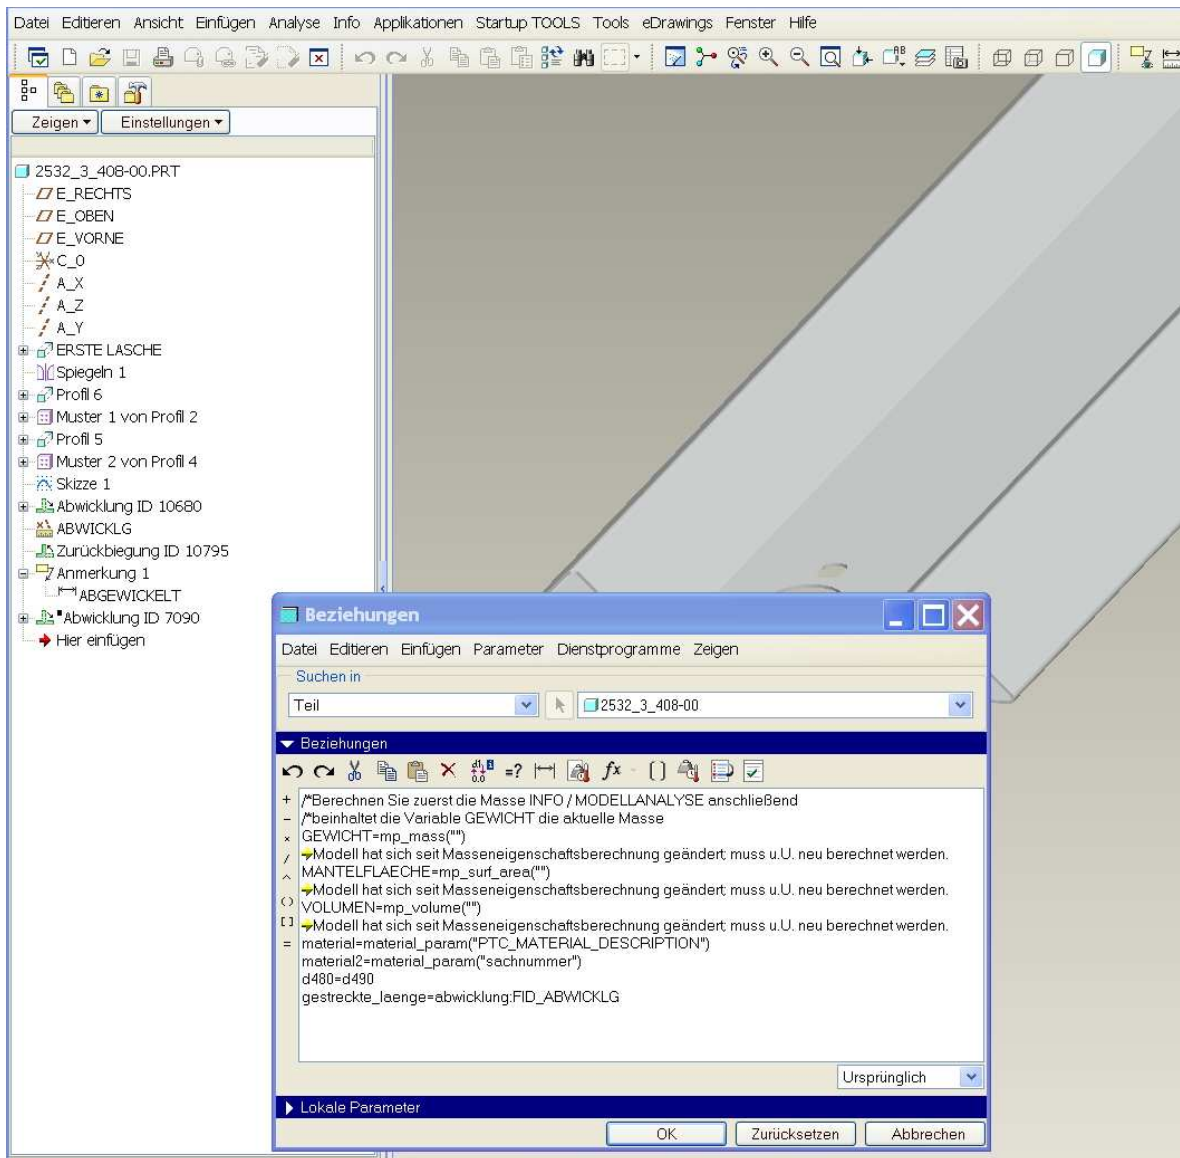 Datei Editieren Ansicht Einfügen Analyse Info Applikationen Startup TOOLS Tools eDrawings Fenster Hilfe
Zeigen Einstellungen
2532_3_408-00.PRT
E_RECHTS
E_OBEN
E_VORNE
C_0
A_X
A_Z
A_Y
ERSTE LASCHE
Spiegeln 1
Profil 6
Muster 1 von Profil 2
Profil 5
Muster 2 von Profil 4
Skizze 1
Abwicklung ID 10680
ABWICKLG
Zurückbiegung ID 10795
Anmerkung 1
ABGEWICKELT
Abwicklung ID 7090
Hier einfügen
Beziehungen
Datei Editieren Einfügen Parameter Dienstprogramme Zeigen
Suchen in
Teil 2532_3_408-00
Beziehungen
/*Berechnen Sie zuerst die Masse INFO / MODELLANALYSE anschließend
/*beinhaltet die Variable GEWICHT die aktuelle Masse
GEWICHT=mp_mass("")
Modell hat sich seit Masseneigenschaftsberechnung geändert; muss u.U. neu berechnet werden.
MANTELFLAECHE=mp_surf_area("")
Modell hat sich seit Masseneigenschaftsberechnung geändert; muss u.U. neu berechnet werden.
VOLUMEN=mp_volume("")
Modell hat sich seit Masseneigenschaftsberechnung geändert; muss u.U. neu berechnet werden.
material=material_param("PTC_MATERIAL_DESCRIPTION")
material2=material_param("sachnummer")
d480=d490
gestreckte_laenge=abwicklung:FID_ABWICKLG
Ursprünglich
Lokale Parameter
OK Zurücksetzen Abbrechen